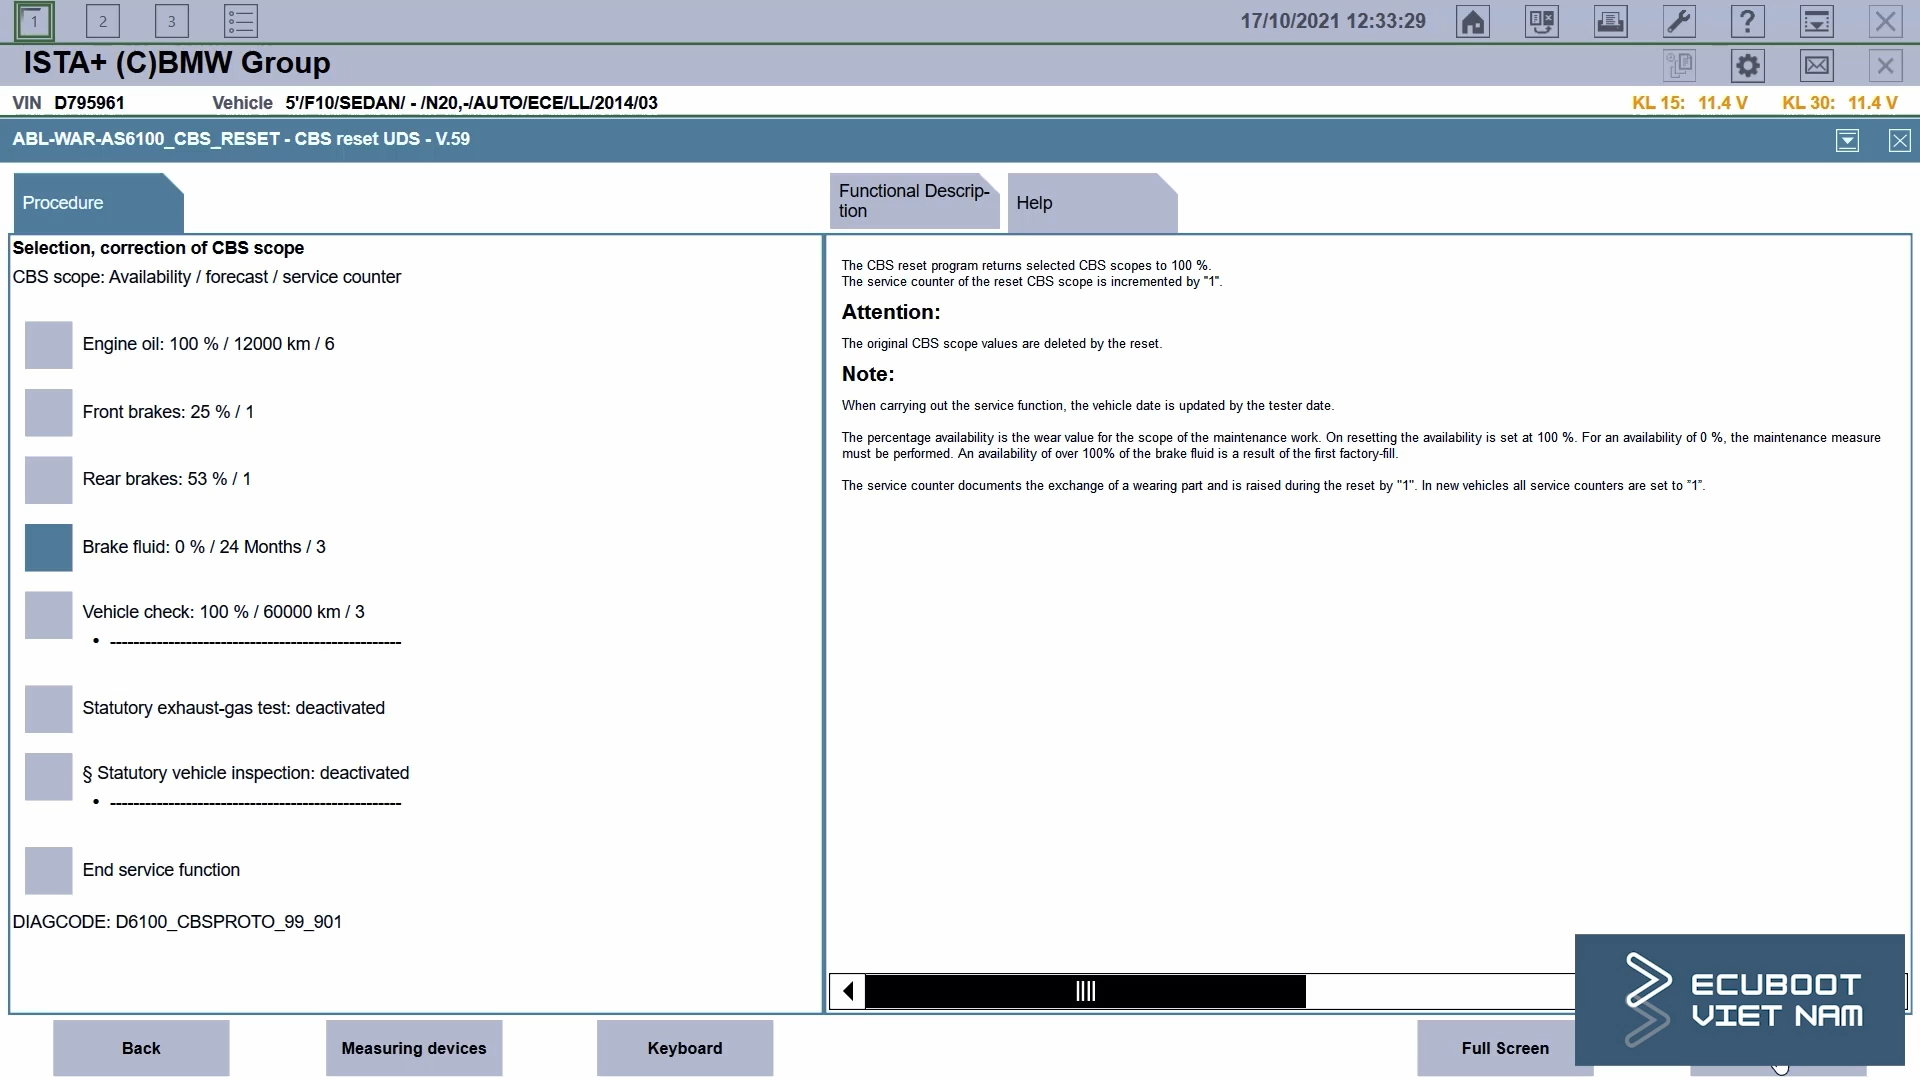 1 2 3 17/10/2021 12:33:29 ?
ISTA+ (C)BMW Group
VIN D795961 Vehicle 5'/F10/SEDAN/ - /N20,-/AUTO/ECE/LL/2014/03 KL 15: 11.4 V KL 30: 11.4 V
ABL-WAR-AS6100_CBS_RESET - CBS reset UDS - V.59
Procedure
Functional Descrip-
tion
Help
Selection, correction of CBS scope
CBS scope: Availability / forecast / service counter
Engine oil: 100 % / 12000 km / 6
Front brakes: 25 % / 1
Rear brakes: 53 % / 1
Brake fluid: 0 % / 24 Months / 3
Vehicle check: 100 % / 60000 km / 3
• --------------------------------------------------
Statutory exhaust-gas test: deactivated
§ Statutory vehicle inspection: deactivated
• --------------------------------------------------
End service function
DIAGCODE: D6100_CBSPROTO_99_901
The CBS reset program returns selected CBS scopes to 100 %.
The service counter of the reset CBS scope is incremented by "1".
Attention:
The original CBS scope values are deleted by the reset.
Note:
When carrying out the service function, the vehicle date is updated by the tester date.
The percentage availability is the wear value for the scope of the maintenance work. On resetting the availability is set at 100 %. For an availability of 0 %, the maintenance measure
must be performed. An availability of over 100% of the brake fluid is a result of the first factory-fill.
The service counter documents the exchange of a wearing part and is raised during the reset by "1". In new vehicles all service counters are set to ”1”.
ECUBOOT
VIET NAM
Back Measuring devices Keyboard Full Screen